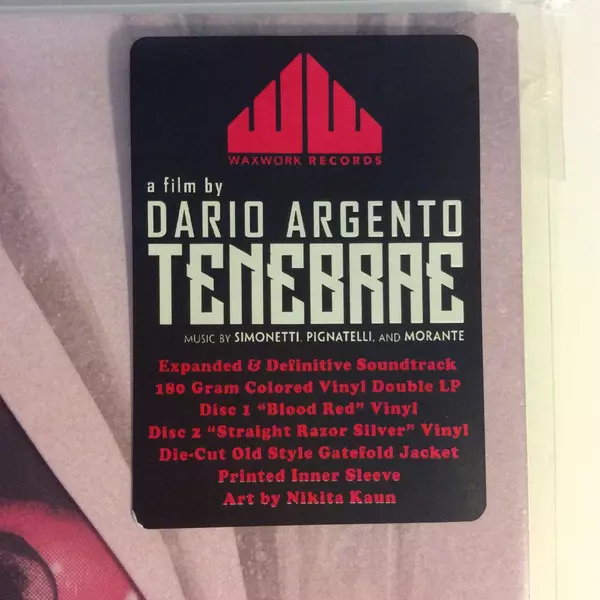 WAXWORK RECORDS
a film by
DARIO ARGENTO
TENEBRAE
MUSIC BY SIMONETTI, PIGNATELLI, AND MORANTE
Expanded & Definitive Soundtrack
180 Gram Colored Vinyl Double LP
Disc 1 “Blood Red” Vinyl
Disc 2 “Straight Razor Silver” Vinyl
Die-Cut Old Style Gatefold Jacket
Printed Inner Sleeve
Art by Nikita Kaun